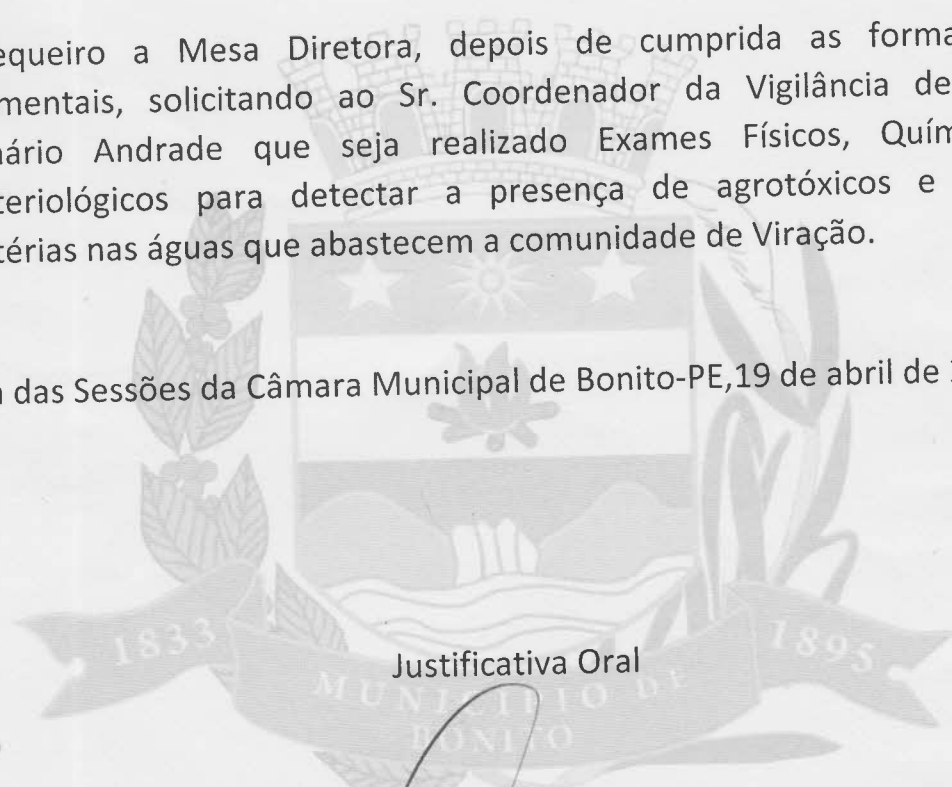 equeiro a Mesa Diretora, depois de cumprida as forma
mentais, solicitando ao Sr. Coordenador da Vigilância de
nário Andrade que seja realizado Exames Físicos, Quím
teriológicos para detectar a presença de agrotóxicos e
térias nas águas que abastecem a comunidade de Viração.
das Sessões da Câmara Municipal de Bonito-PE,19 de abril de
Justificativa Oral
1833
1895
MUNICIPIO DE
BONITO